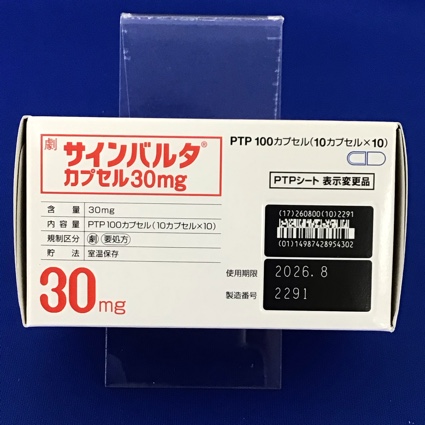 劇
サインバルタ®
カプセル30mg
PTP 100カプセル(10カプセル×10)
PTPシート 表示変更品
含量 30mg
内容量 PTP 100カプセル(10カプセル×10)
規制区分 劇 要処方
貯法 室温保存
30mg
(17)260800(10)2291
(01)14987428954302
使用期限 2026. 8
製造番号 2291